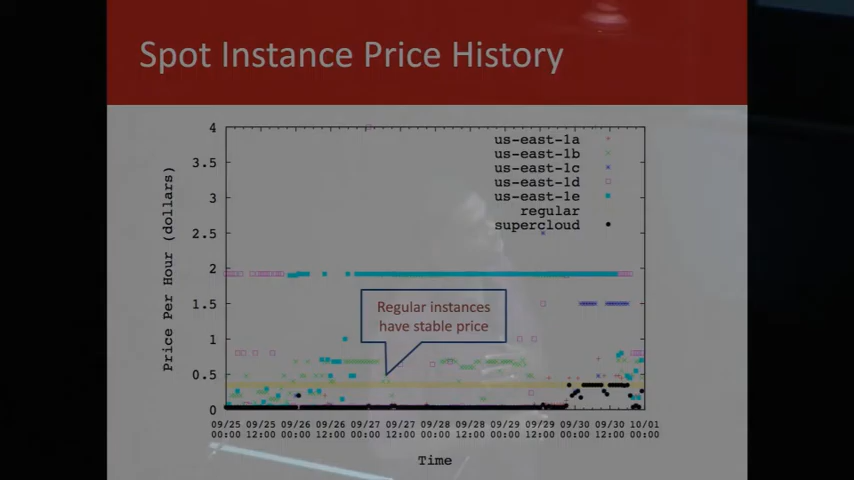 Spot Instance Price History
4
3.5
3
2.5
2
1.5
1
0.5
0
Price Per Hour (dollars)
us-east-1a
us-east-1b
us-east-1c
us-east-1d
us-east-1e
regular
supercloud
Regular instances
have stable price
09/25 09/25 09/26 09/26 09/27 09/27 09/28 09/28 09/29 09/29 09/30 09/30 10/01
00:00 12:00 00:00 12:00 00:00 12:00 00:00 12:00 00:00 12:00 00:00 12:00 00:00
Time